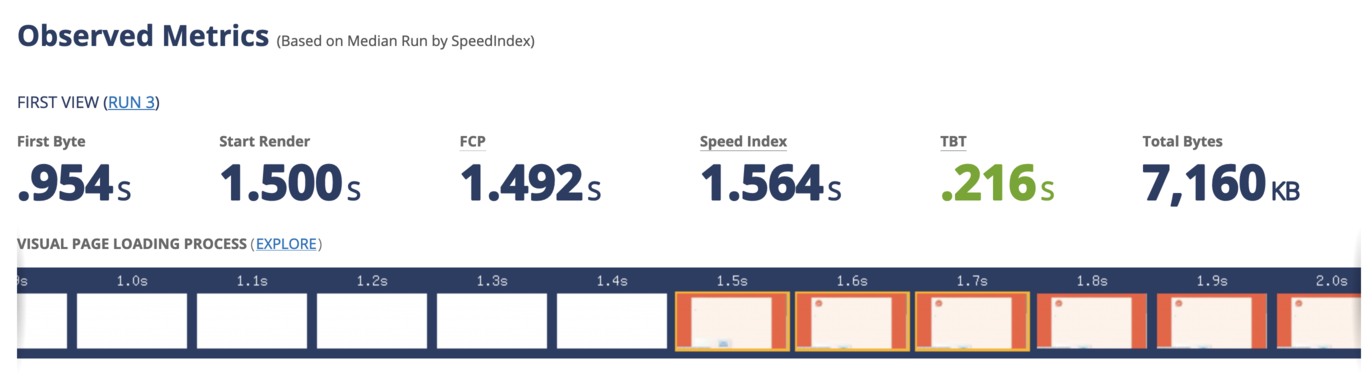 Observed Metrics (Based on Median Run by SpeedIndex)
FIRST VIEW (RUN 3)
First Byte Start Render FCP Speed Index TBT Total Bytes
.954 S 1.500 S 1.492 S 1.564 S .216 S 7,160 KB
VISUAL PAGE LOADING PROCESS (EXPLORE)
s 1.0s 1.1s 1.2s 1.3s 1.4s 1.5s 1.6s 1.7s 1.8s 1.9s 2.0s